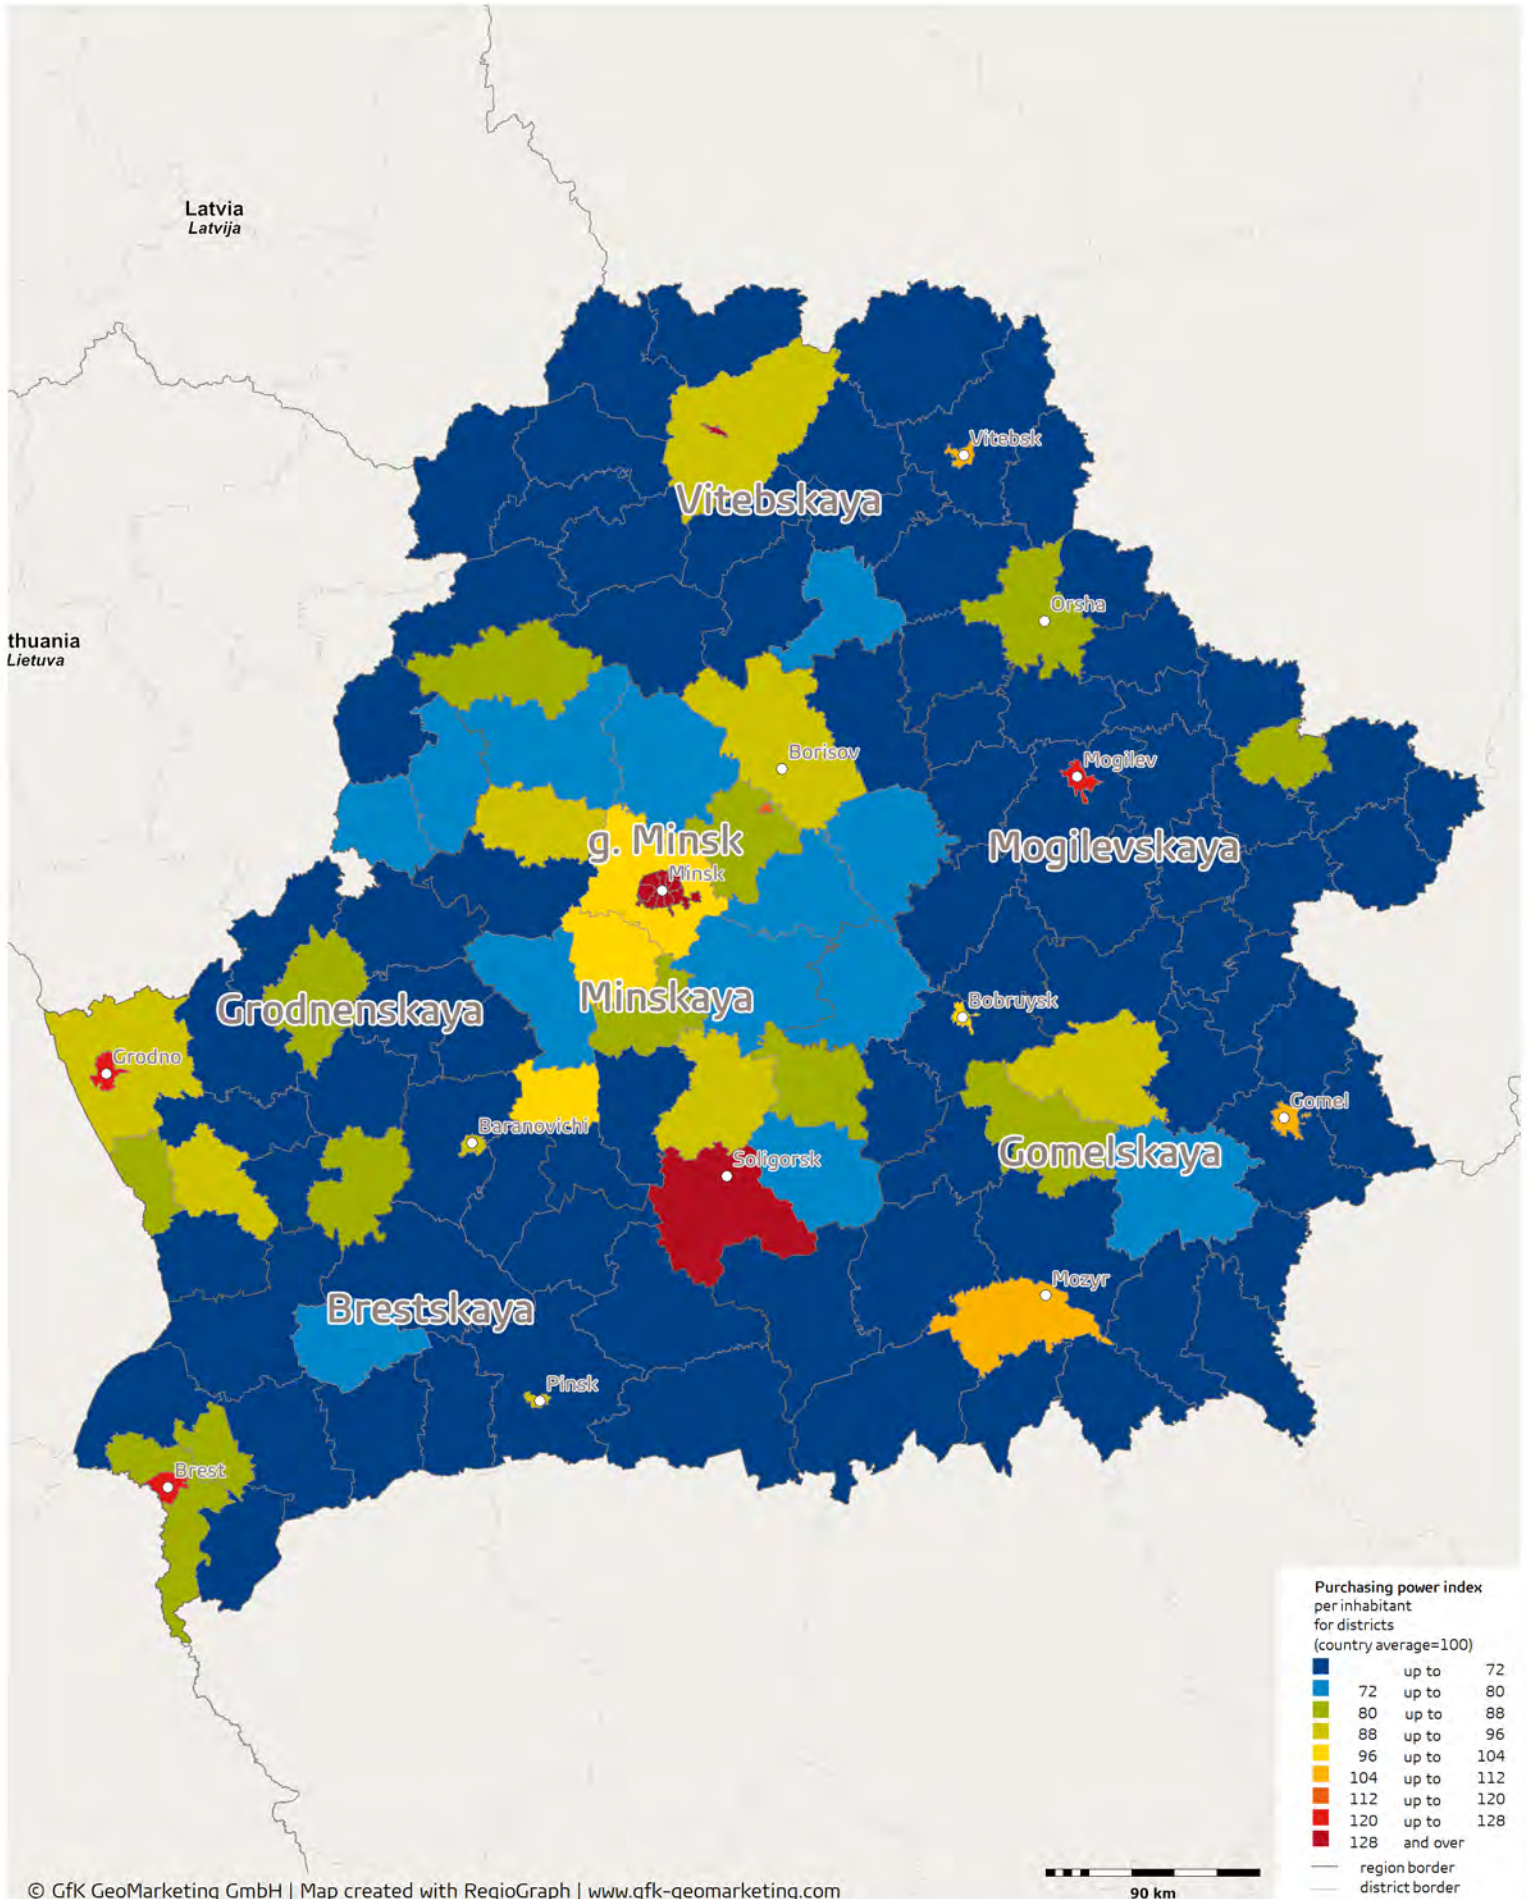 Latvia
Latvija
Vitebsk
Vitebskaya
Orsha
thuania
Lietuva
Borisov
Mogilev
g. Minsk
Mogilevskaya
Minsk
Minskaya
Grodnenskaya
Bobruysk
Grodno
Gomel
Baranovichi
Soligorsk
Gomelskaya
Mozyr
Brestskaya
Pinsk
Brest
Purchasing power index
per inhabitant
for districts
(country average=100)
up to 72
72 up to 80
80 up to 88
88 up to 96
96 up to 104
104 up to 112
112 up to 120
120 up to 128
128 and over
region border
district border
90 km
© GfK GeoMarketing GmbH | Map created with RegioGraph | www.gfk-geomarketing.com